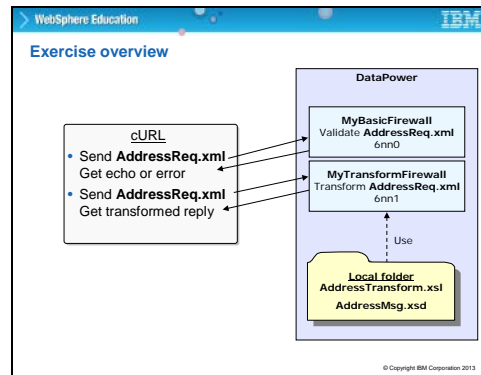 WebSphere Education
IBM
Exercise overview
cURL
• Send AddressReq.xml
Get echo or error
• Send AddressReq.xml
Get transformed reply
DataPower
MyBasicFirewall
Validate AddressReq.xml
6nn0
MyTransformFirewall
Transform AddressReq.xml
6nn1
Use
Local folder
AddressTransform.xsl
AddressMsg.xsd
© Copyright IBM Corporation 2013